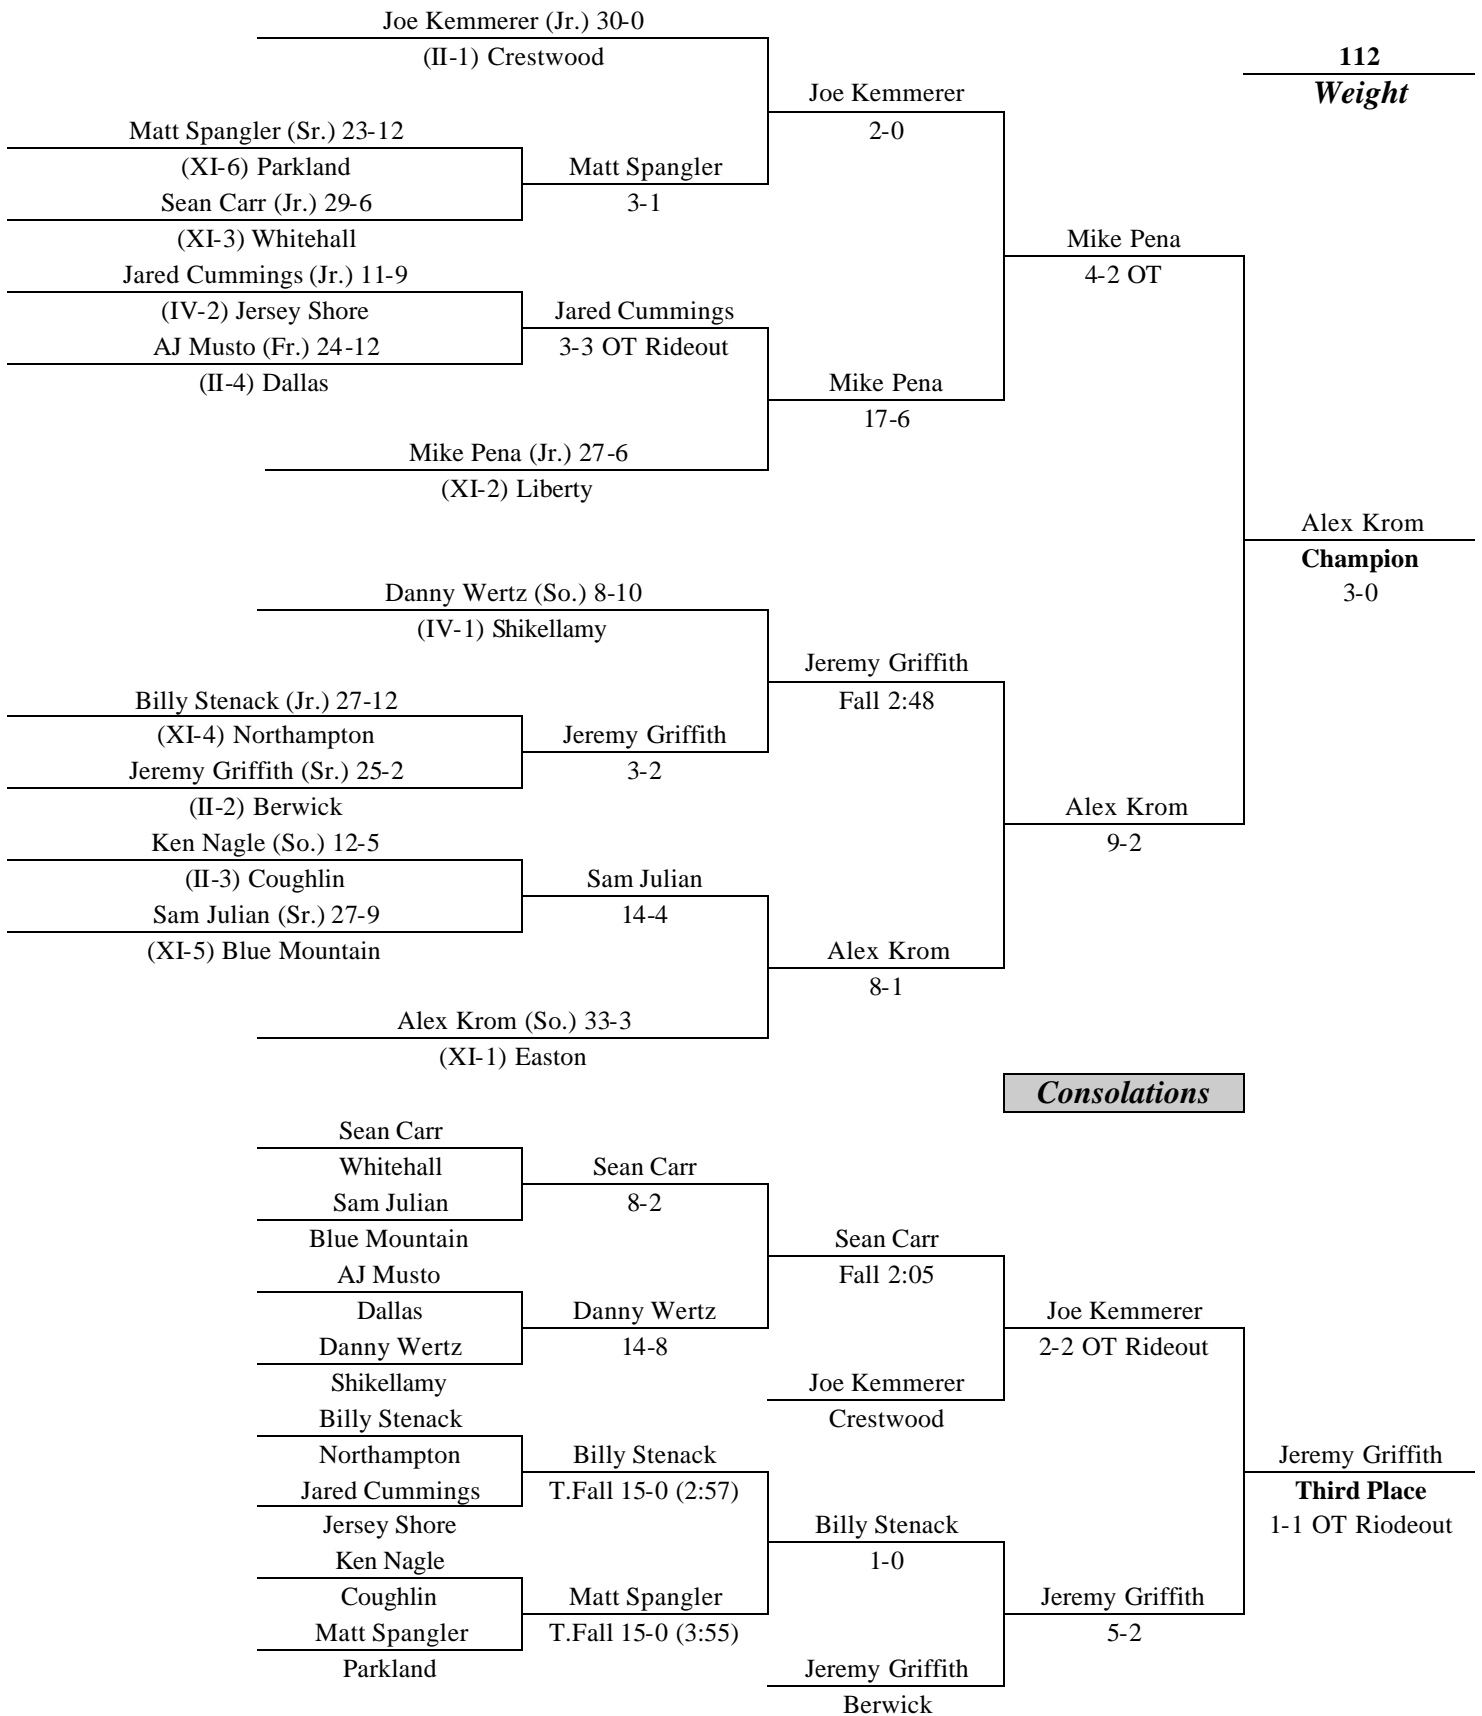 Joe Kemmerer (Jr.) 30-0
(II-1) Crestwood
112
Weight
Joe Kemmerer
2-0
Matt Spangler (Sr.) 23-12
(XI-6) Parkland
Matt Spangler
3-1
Sean Carr (Jr.) 29-6
(XI-3) Whitehall
Mike Pena
4-2 OT
Jared Cummings (Jr.) 11-9
(IV-2) Jersey Shore
Jared Cummings
3-3 OT Rideout
AJ Musto (Fr.) 24-12
(II-4) Dallas
Mike Pena
17-6
Mike Pena (Jr.) 27-6
(XI-2) Liberty
Alex Krom
Champion
3-0
Danny Wertz (So.) 8-10
(IV-1) Shikellamy
Jeremy Griffith
Fall 2:48
Billy Stenack (Jr.) 27-12
(XI-4) Northampton
Jeremy Griffith
3-2
Jeremy Griffith (Sr.) 25-2
(II-2) Berwick
Alex Krom
9-2
Ken Nagle (So.) 12-5
(II-3) Coughlin
Sam Julian
14-4
Sam Julian (Sr.) 27-9
(XI-5) Blue Mountain
Alex Krom
8-1
Alex Krom (So.) 33-3
(XI-1) Easton
Consolations
Sean Carr
Whitehall
Sean Carr
8-2
Sam Julian
Blue Mountain
Sean Carr
Fall 2:05
AJ Musto
Dallas
Danny Wertz
14-8
Danny Wertz
Shikellamy
Joe Kemmerer
2-2 OT Rideout
Joe Kemmerer
Crestwood
Billy Stenack
Northampton
Billy Stenack
T.Fall 15-0 (2:57)
Jared Cummings
Jersey Shore
Jeremy Griffith
Third Place
1-1 OT Riodeout
Billy Stenack
1-0
Ken Nagle
Coughlin
Matt Spangler
T.Fall 15-0 (3:55)
Matt Spangler
Parkland
Jeremy Griffith
5-2
Jeremy Griffith
Berwick